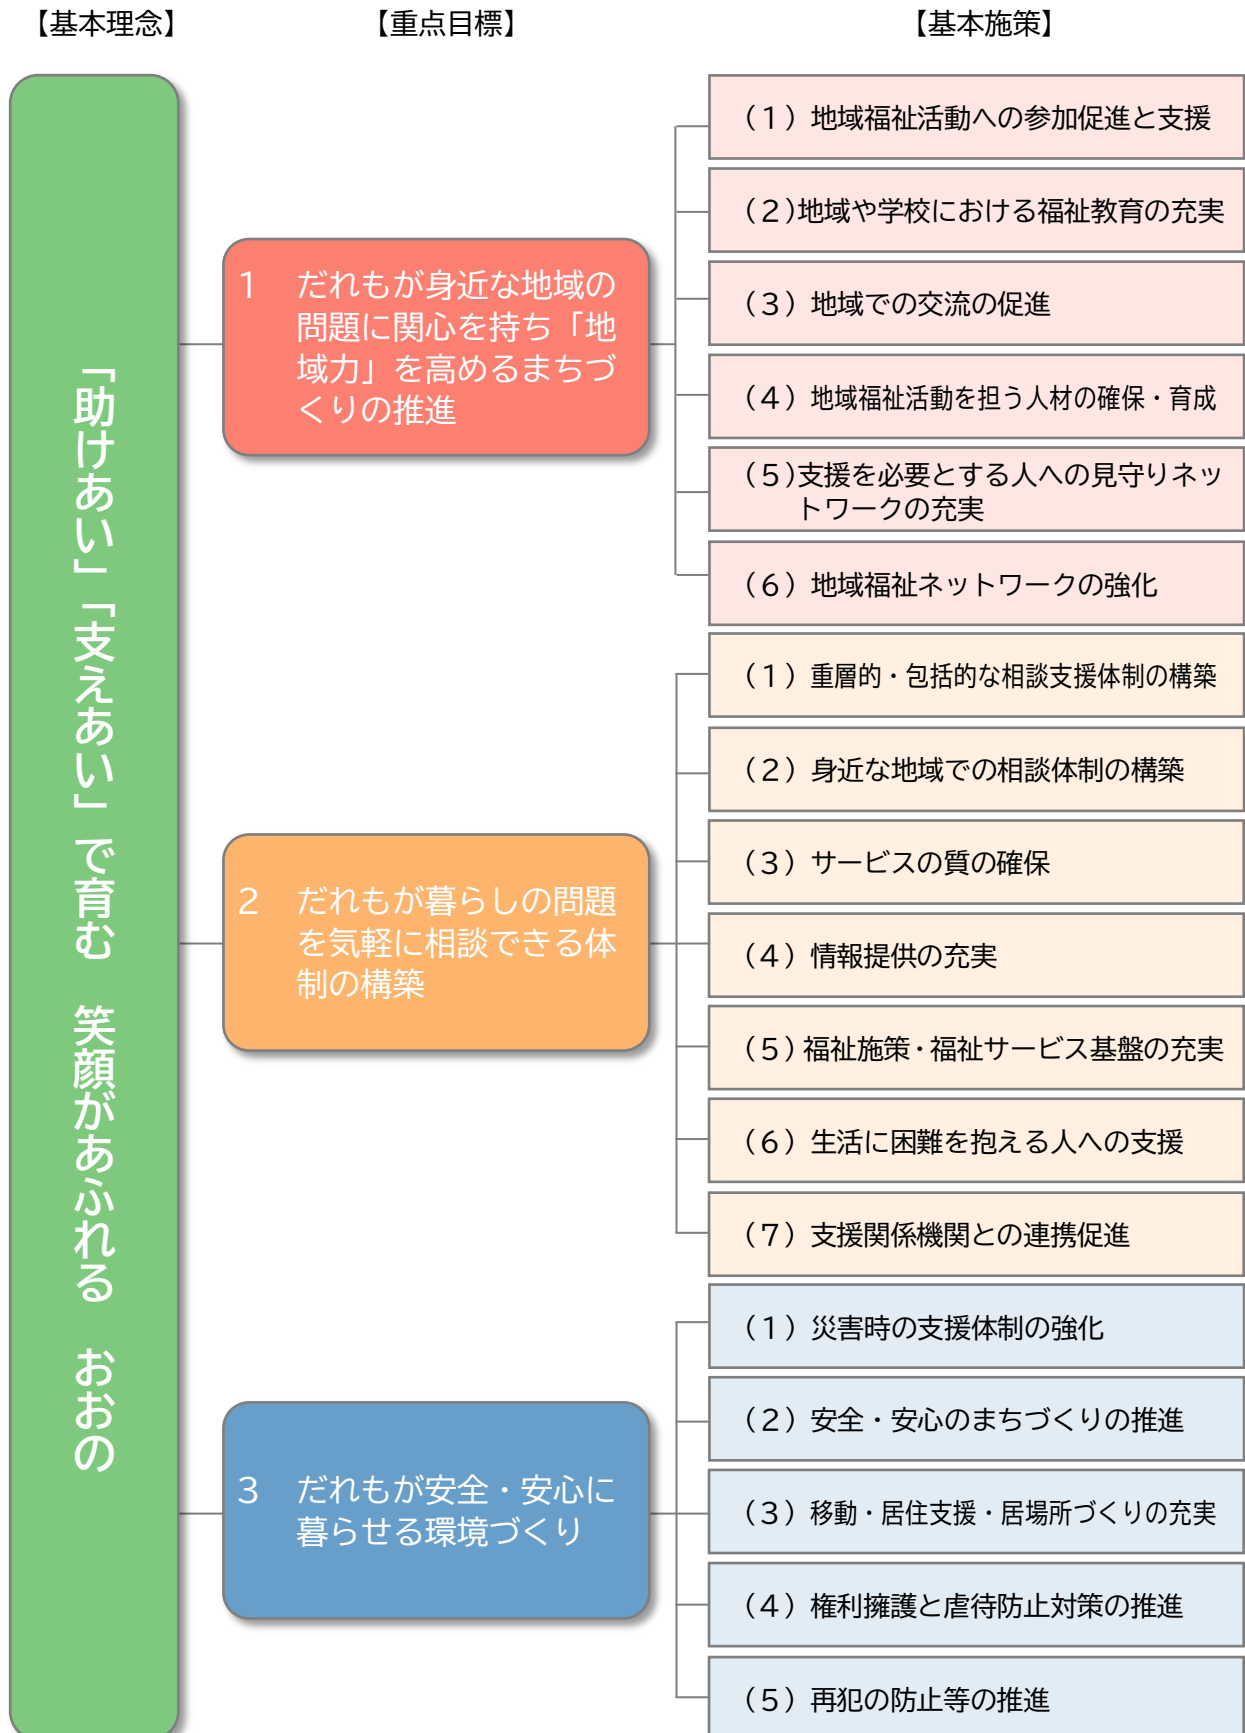 【基本理念】
【重点目標】
【基本施策】
「助けあい」「支えあい」で育む　笑顔があふれる　おおの
1　だれもが身近な地域の
問題に関心を持ち「地
域力」を高めるまちづ
くりの推進
（１）地域福祉活動への参加促進と支援
（２）地域や学校における福祉教育の充実
（３）地域での交流の促進
（４）地域福祉活動を担う人材の確保・育成
（５）支援を必要とする人への見守りネッ
トワークの充実
（６）地域福祉ネットワークの強化
2　だれもが暮らしの問題
を気軽に相談できる体
制の構築
（１）重層的・包括的な相談支援体制の構築
（２）身近な地域での相談体制の構築
（３）サービスの質の確保
（４）情報提供の充実
（５）福祉施策・福祉サービス基盤の充実
（６）生活に困難を抱える人への支援
（７）支援関係機関との連携促進
3　だれもが安全・安心に
暮らせる環境づくり
（１）災害時の支援体制の強化
（２）安全・安心のまちづくりの推進
（３）移動・居住支援・居場所づくりの充実
（４）権利擁護と虐待防止対策の推進
（５）再犯の防止等の推進